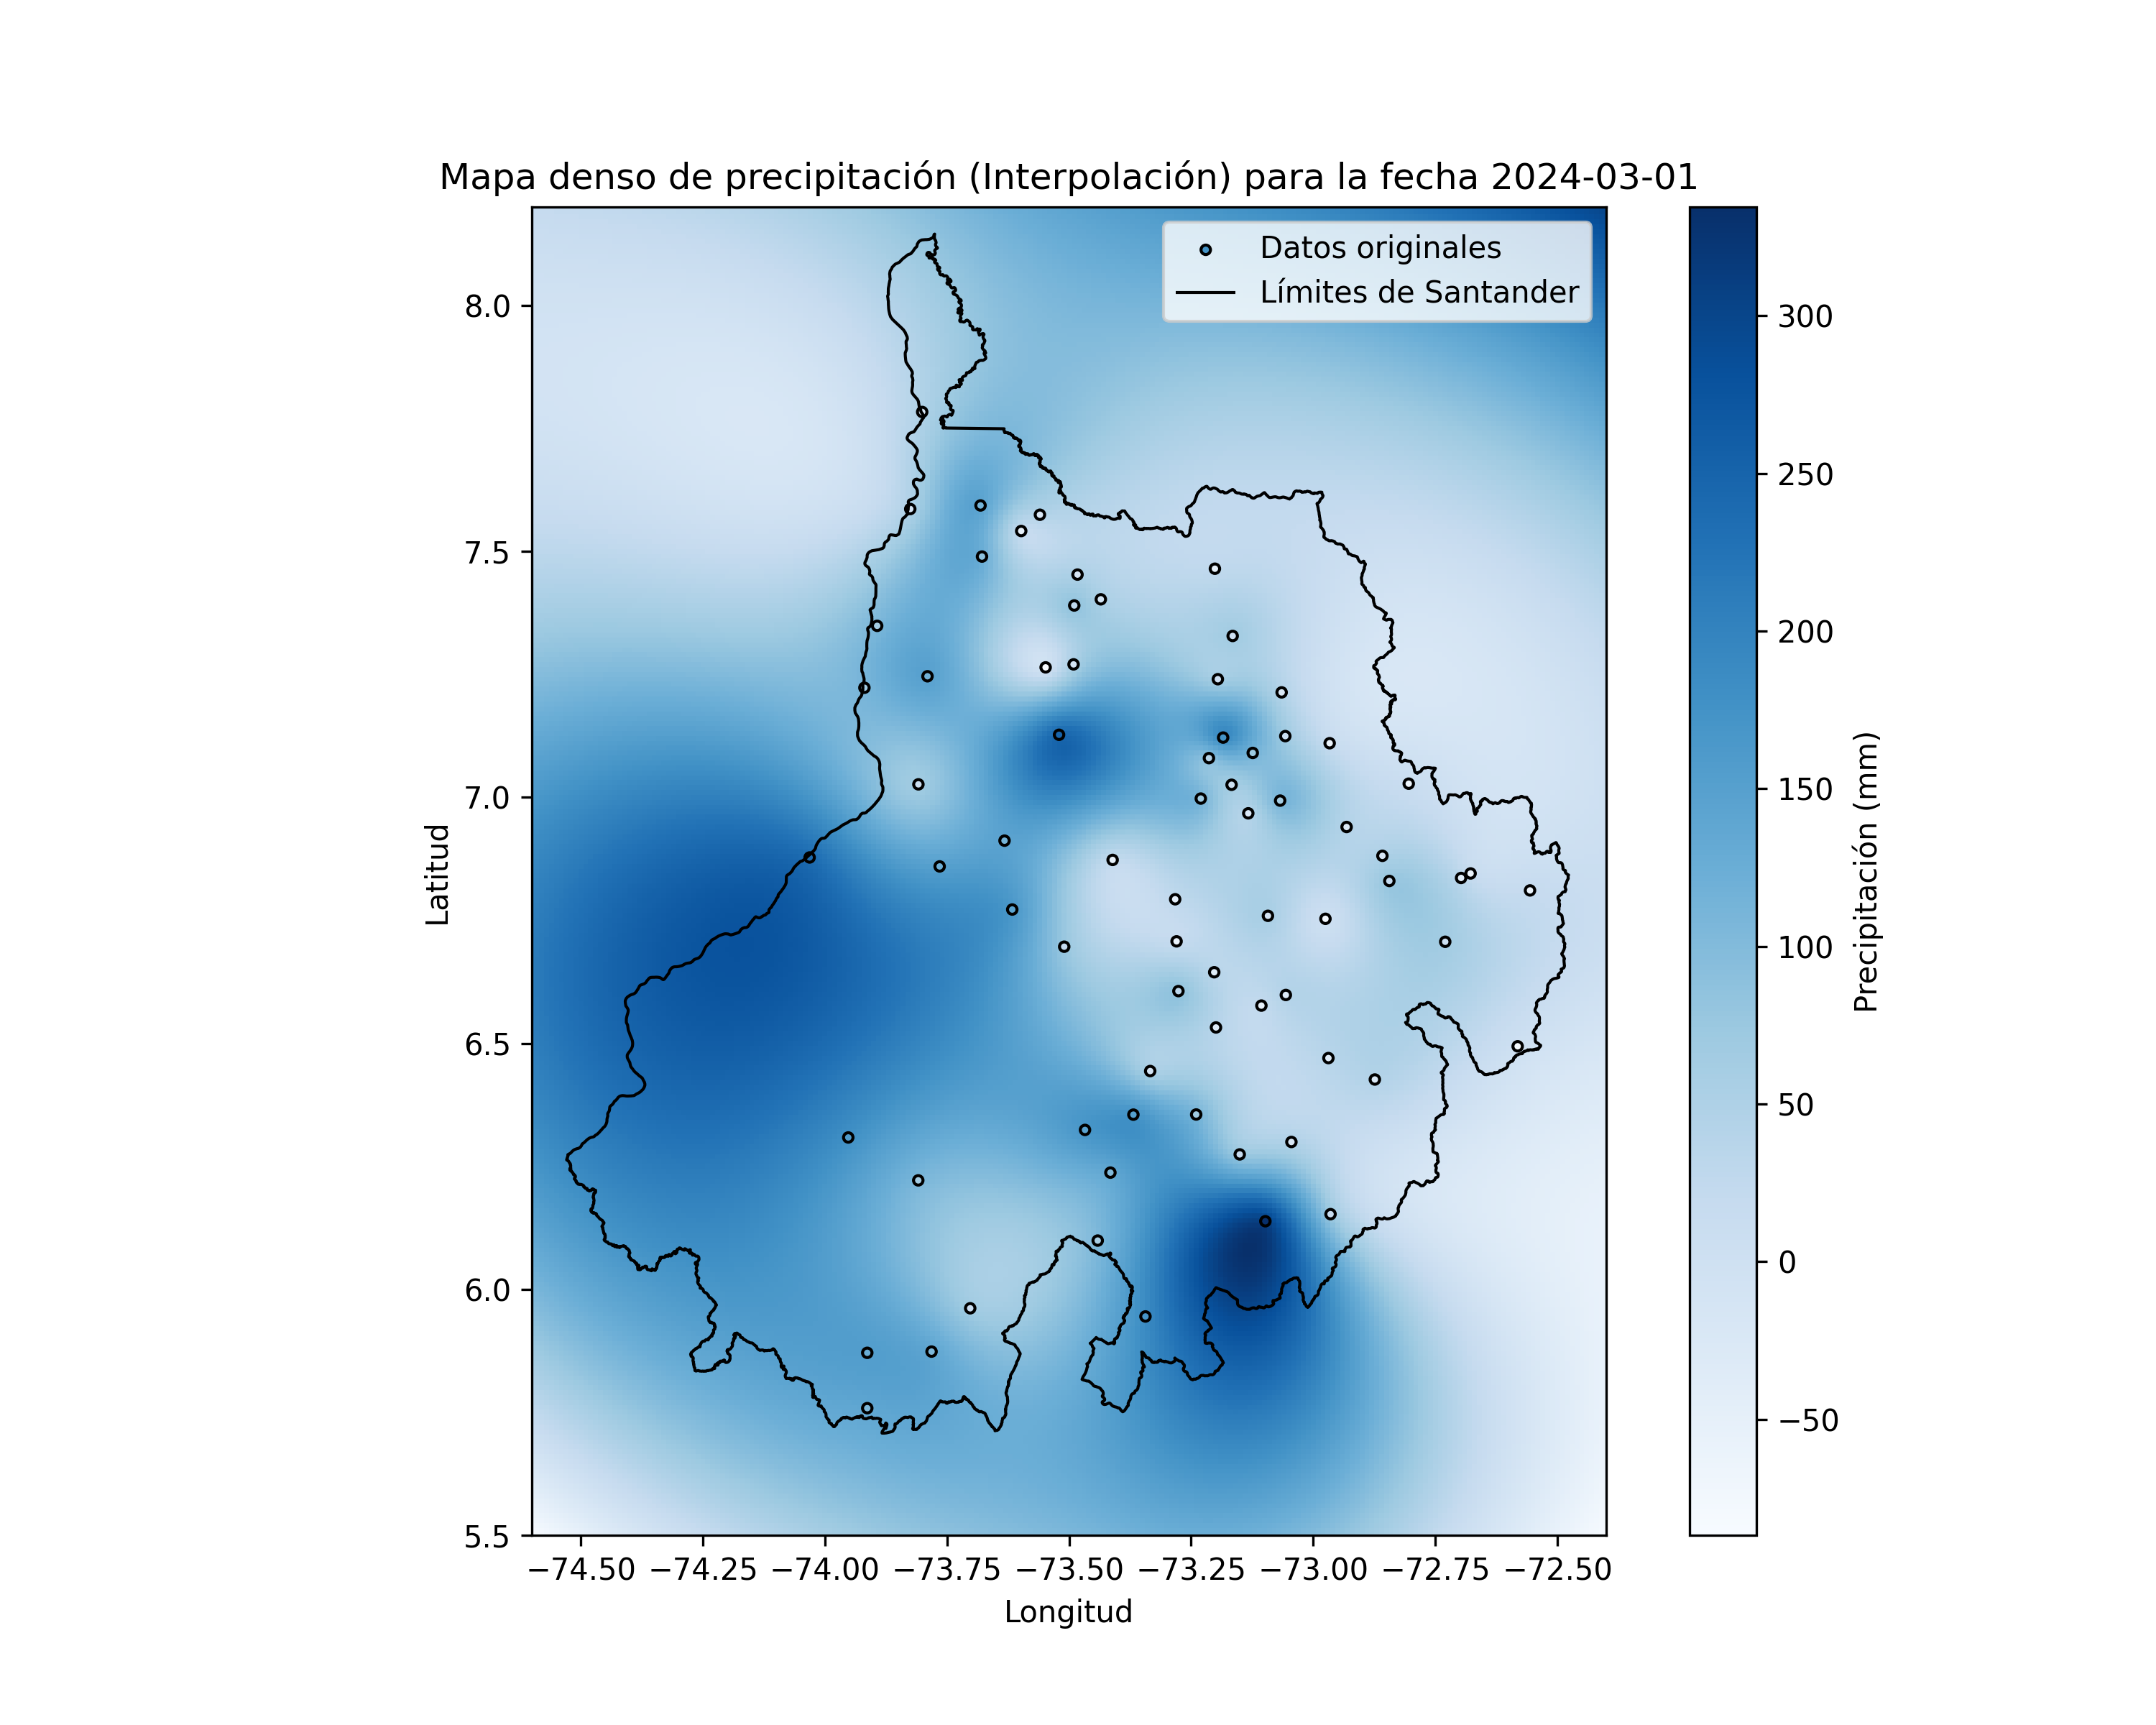 Mapa denso de precipitación (Interpolación) para la fecha 2024-03-01
Datos originales
Límites de Santander
8.0
7.5
7.0
6.5
6.0
5.5
Latitud
−74.50 −74.25 −74.00 −73.75 −73.50 −73.25 −73.00 −72.75 −72.50
Longitud
300
250
200
150
100
50
0
−50
Precipitación (mm)